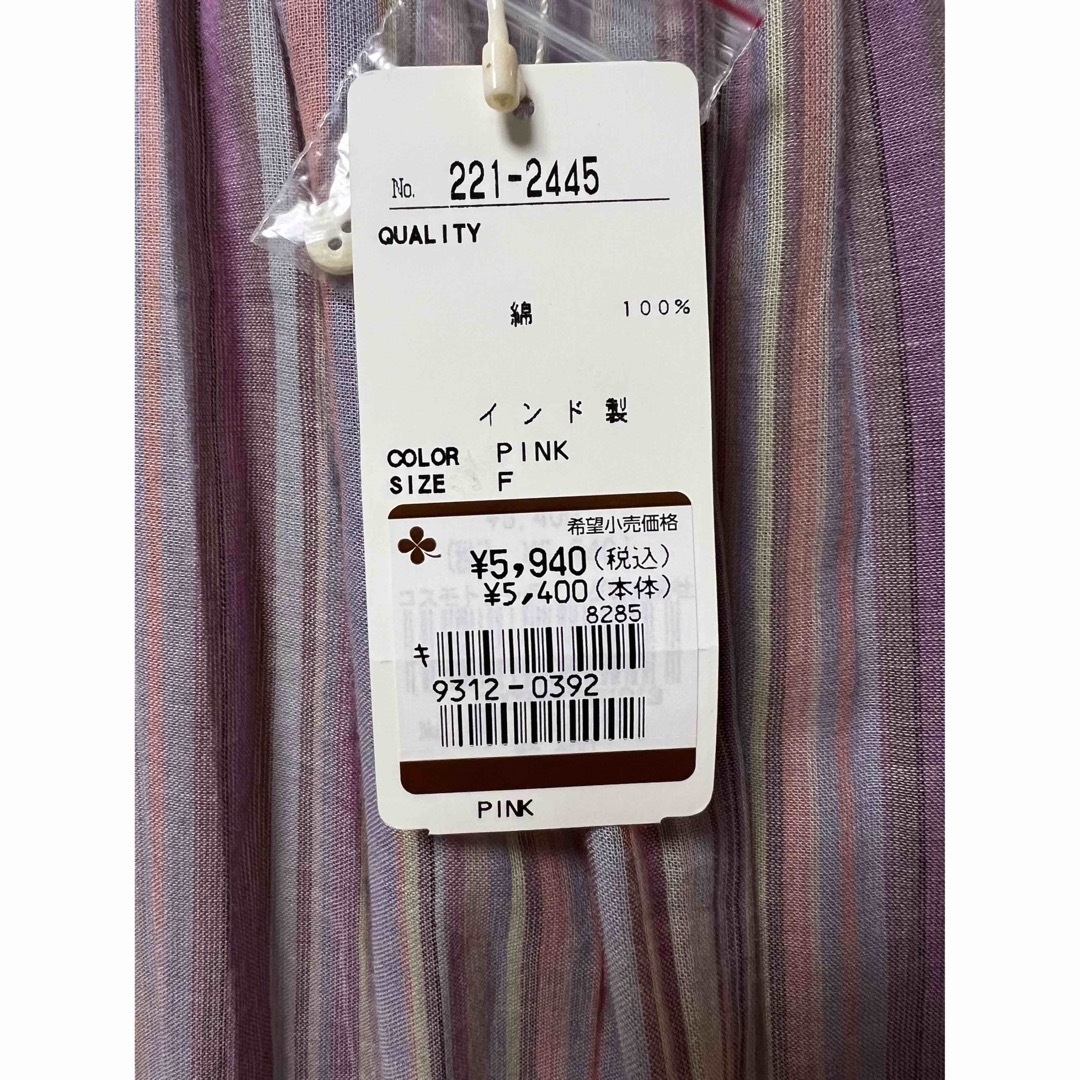 No. 221-2445
QUALITY
綿 100%
インド製
COLOR PINK
SIZE F
希望小売価格
¥5,940(税込)
¥5,400(本体)
8285
キ
9312-0392
PINK